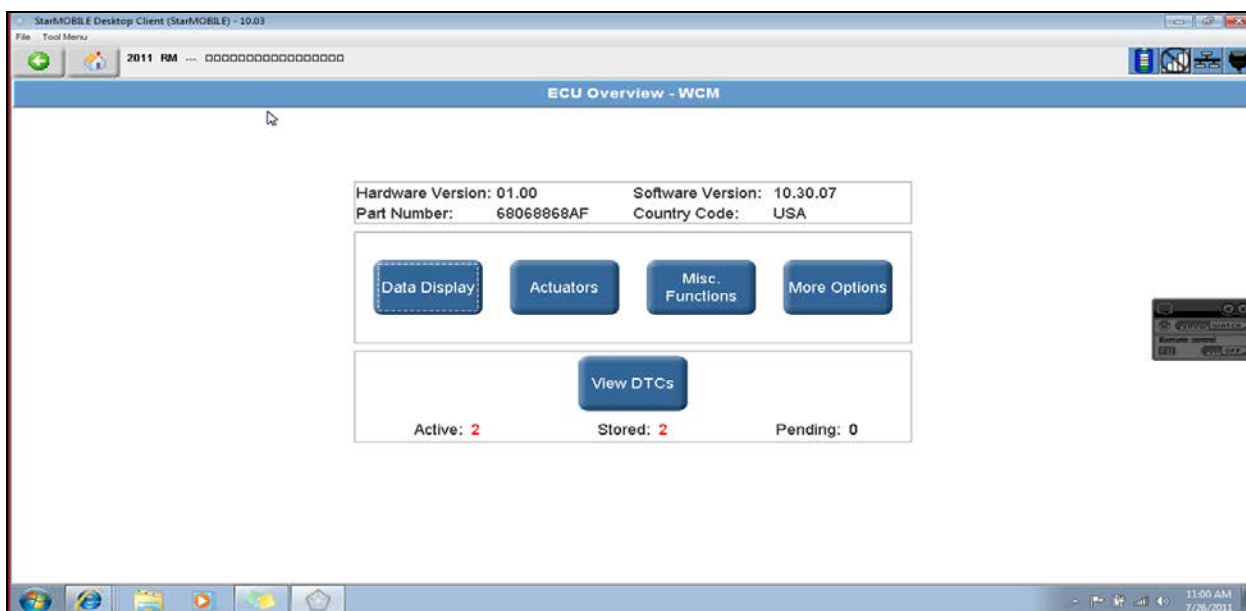 StarMOBILE Desktop Client (StarMOBILE) - 10.03
File Tool Menu
2011 RM --- □□□□□□□□□□□□□□□□□
ECU Overview - WCM
Hardware Version: 01.00 Software Version: 10.30.07
Part Number: 68068868AF Country Code: USA
Data Display
Actuators
Misc.
Functions
More Options
View DTCs
Active: 2 Stored: 2 Pending: 0
11:00 AM
7/26/2011